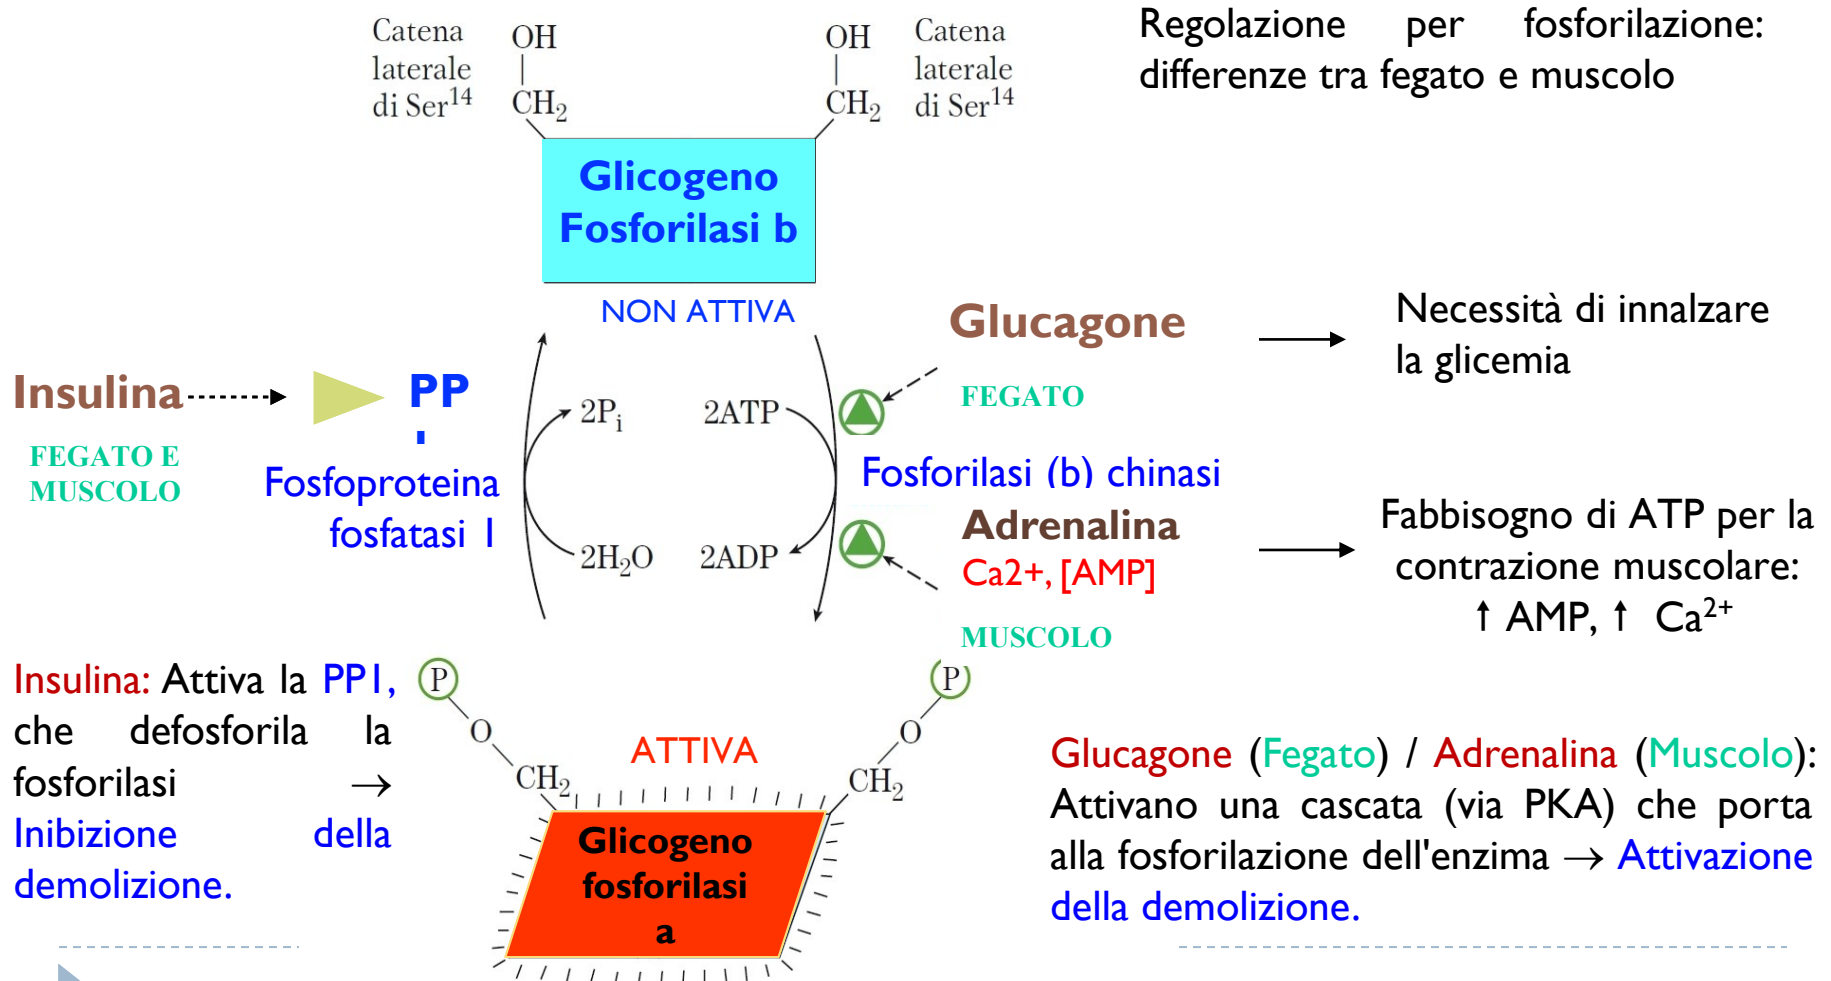 Regolazione per fosforilazione:
differenze tra fegato e muscolo
Catena
laterale
di Ser¹⁴
OH
CH₂
OH
CH₂
Catena
laterale
di Ser¹⁴
Glicogeno
Fosforilasi b
NON ATTIVA
Insulina
FEGATO E
MUSCOLO
PP
Fosfoproteina
fosfatasi 1
2Pᵢ
2H₂O
2ATP
2ADP
Glucagone
FEGATO
Necessità di innalzare
la glicemia
Fosforilasi (b) chinasi
Adrenalina
Ca2+, [AMP]
MUSCOLO
Fabbisogno di ATP per la
contrazione muscolare:
↑ AMP, ↑ Ca²⁺
Insulina: Attiva la PP1,
che defosforila la
fosforilasi →
Inibizione della
demolizione.
P
O
CH₂
ATTIVA
P
O
CH₂
Glicogeno
fosforilasi
a
Glucagone (Fegato) / Adrenalina (Muscolo):
Attivano una cascata (via PKA) che porta
alla fosforilazione dell'enzima → Attivazione
della demolizione.